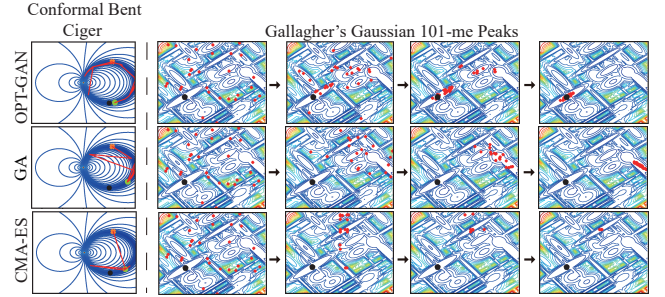 Conformal Bent
Ciger
Gallagher's Gaussian 101-me Peaks
OPT-GAN
GA
CMA-ES